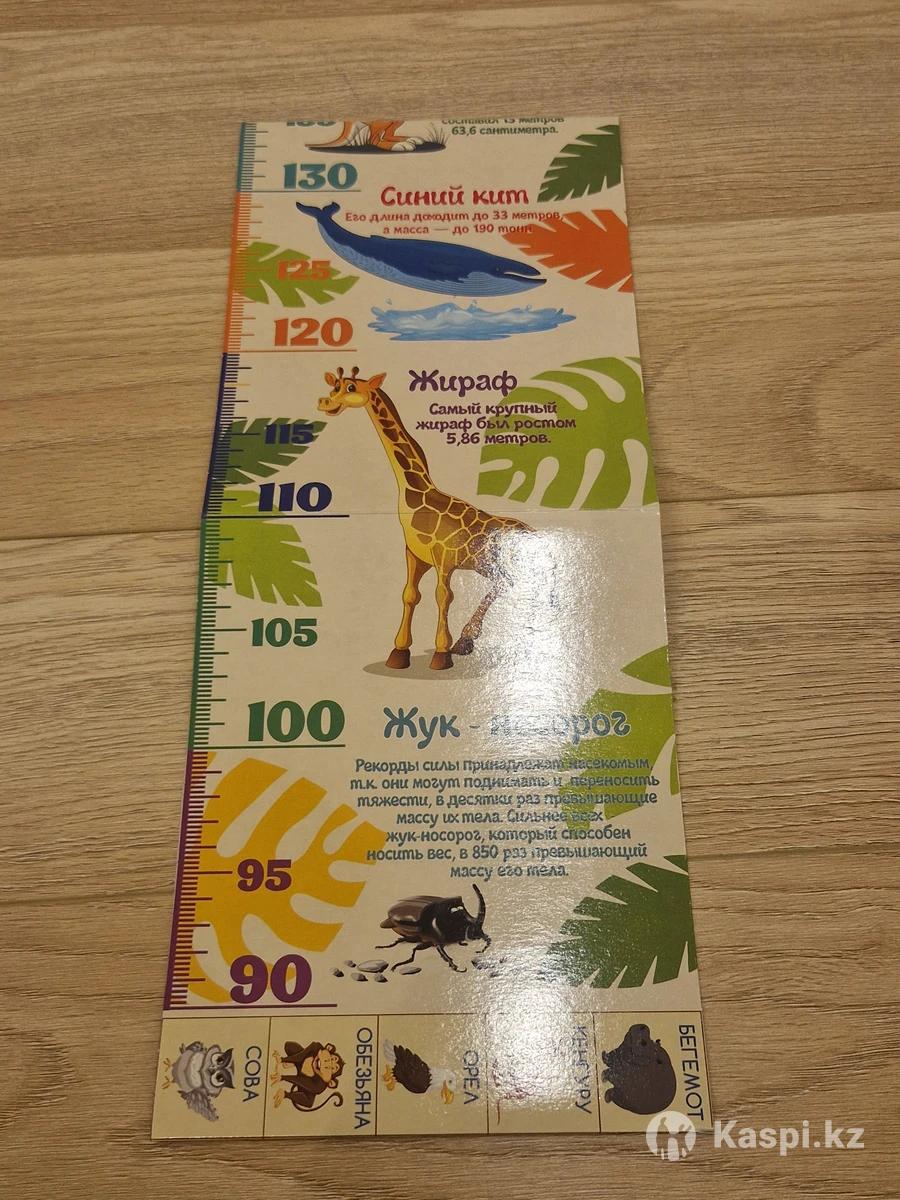 составил 13 метров
63,6 сантиметра.
130
Синий кит
Его длина доходит до 33 метров,
а масса — до 190 тонн.
125
120
Жираф
Самый крупный
жираф был ростом
5,86 метров.
115
110
105
100
Жук - носорог
Рекорды силы принадлежат насекомым,
т.к. они могут поднимать и переносить
тяжести, в десятки раз превышающие
массу их тела. Сильнее всех -
жук-носорог, который способен
носить вес, в 850 раз превышающий
массу его тела.
95
90
СОВА
ОБЕЗЬЯНА
ОРЕЛ
КЕНГУРУ
БЕГЕМОТ
Kaspi.kz